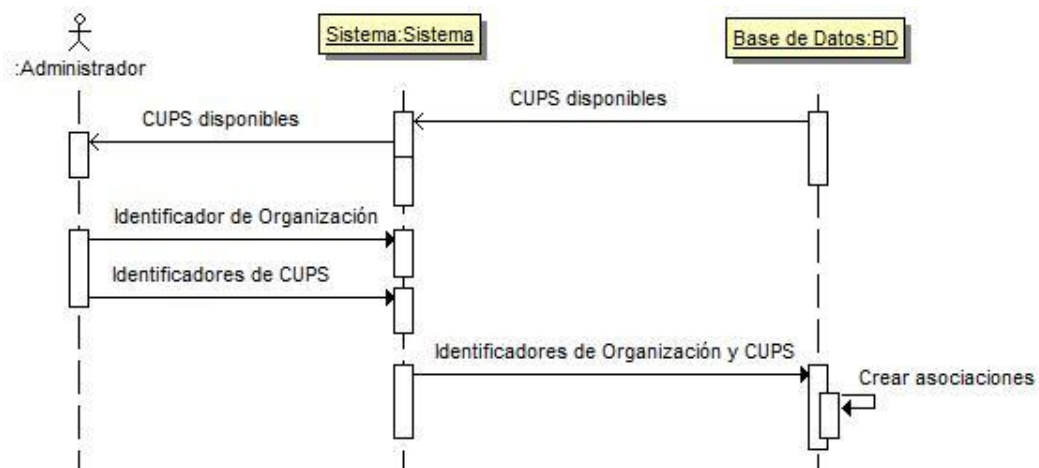 Sistema:Sistema
Base de Datos:BD
:Administrador
CUPS disponibles
CUPS disponibles
Identificador de Organización
Identificadores de CUPS
Identificadores de Organización y CUPS
Crear asociaciones